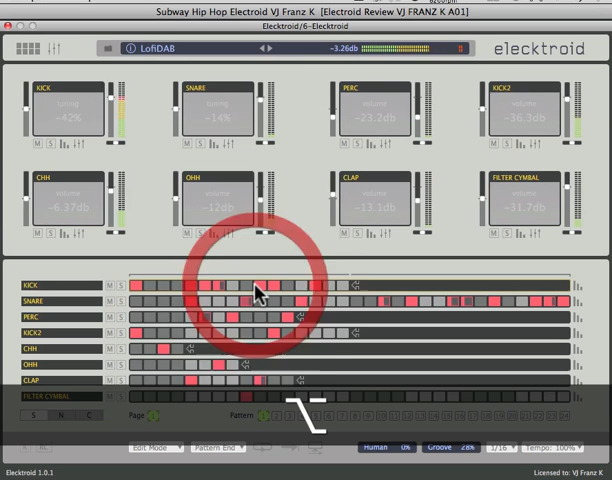 Subway Hip Hop Electroid VJ Franz K [Electroid Review VJ FRANZ K A01]
Elecktroid/6-Elecktroid
LofiDAB
-3.26db
elecktroid
KICK
tuning
-42%
M S
SNARE
tuning
-14%
M S
PERC
volume
-23.2db
M S
KICK2
volume
-36.3db
M S
CHH
volume
-6.37db
M S
OHH
volume
-12db
M S
CLAP
volume
-13.1db
M S
FILTER CYMBAL
volume
-31.7db
M S
KICK M S
SNARE M S
PERC M S
KICK2 M S
CHH M S
OHH M S
CLAP M S
FILTER CYMBAL M S
S N C Page Pattern
Edit Mode Pattern End Human 0% Groove 28% 1/16 Tempo: 100%
Elecktroid 1.0.1 Licensed to: VJ Franz K